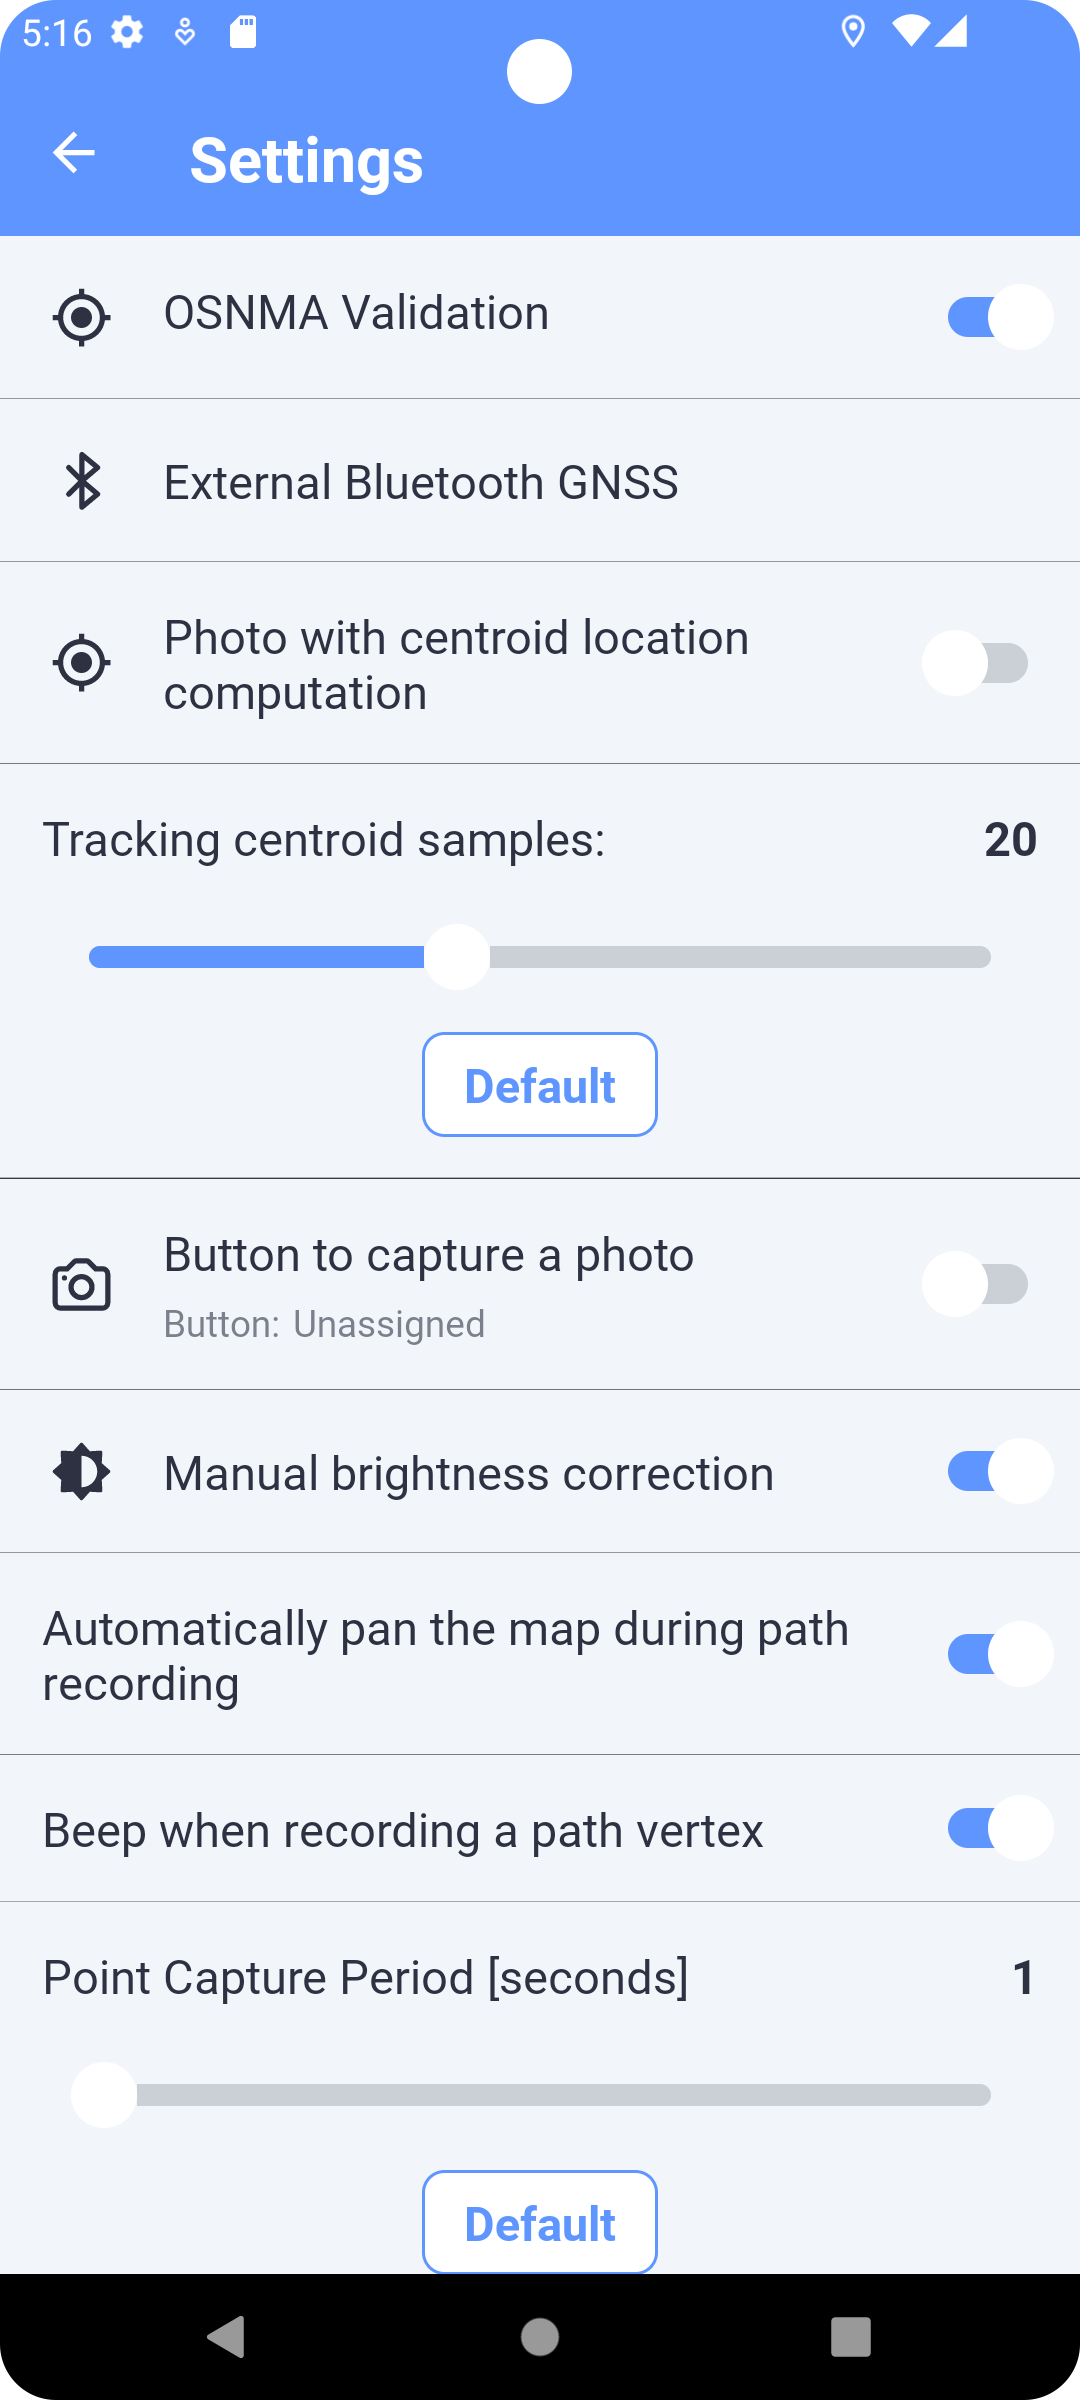 5:16
Settings
OSNMA Validation
External Bluetooth GNSS
Photo with centroid location
computation
Tracking centroid samples: 20
Default
Button to capture a photo
Button: Unassigned
Manual brightness correction
Automatically pan the map during path
recording
Beep when recording a path vertex
Point Capture Period [seconds] 1
Default